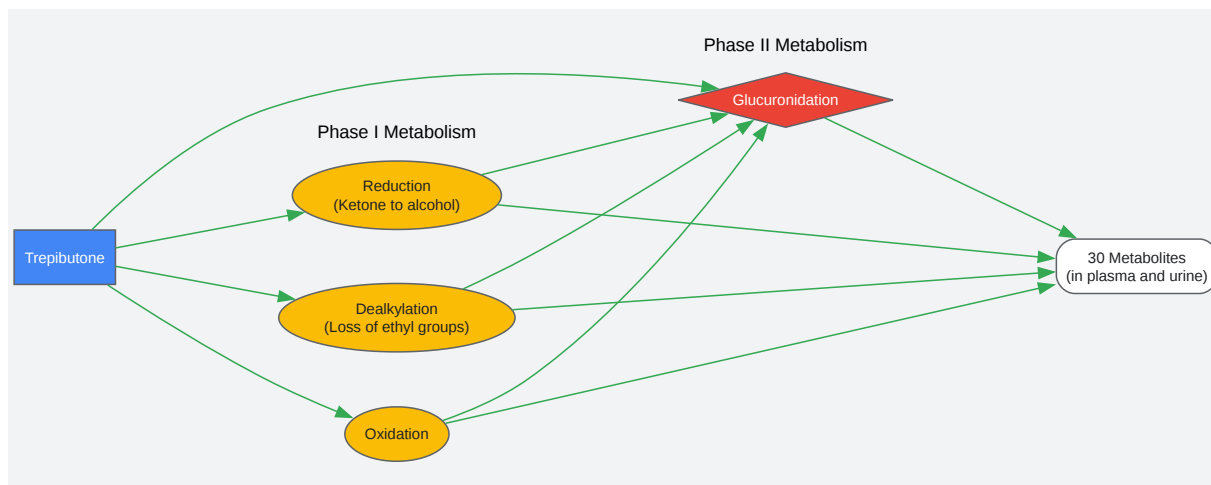 Phase II Metabolism
Glucuronidation
Phase I Metabolism
Reduction
(Ketone to alcohol)
Trepibutone
30 Metabolites
(in plasma and urine)
Dealkylation
(Loss of ethyl groups)
Oxidation